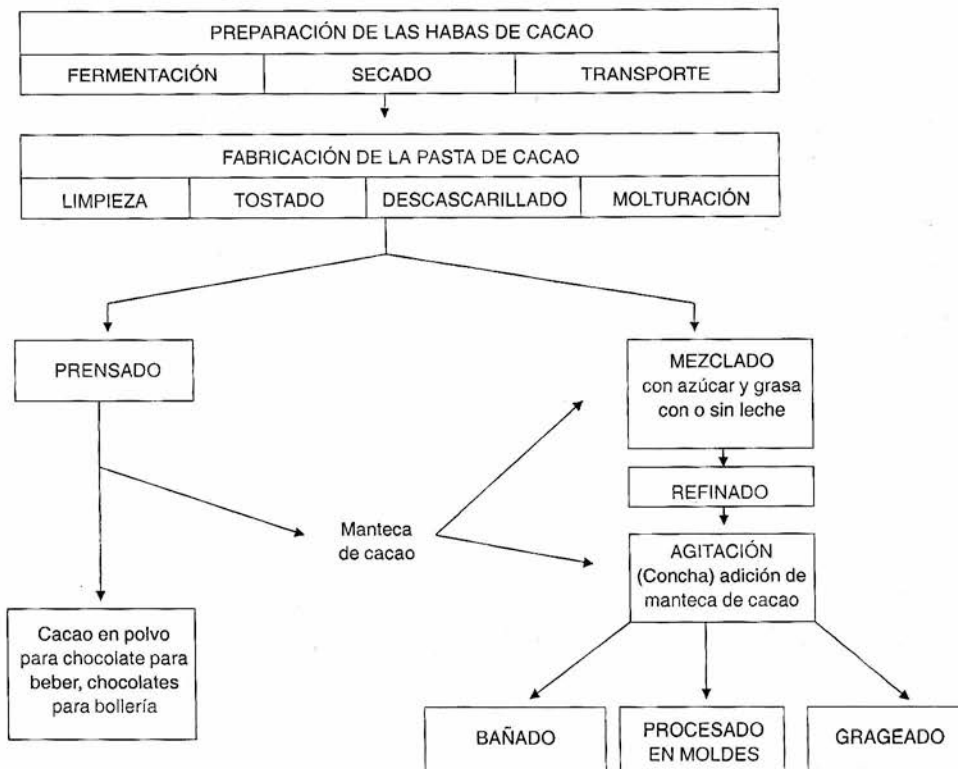 PREPARACIÓN DE LAS HABAS DE CACAO
FERMENTACIÓN SECADO TRANSPORTE
FABRICACIÓN DE LA PASTA DE CACAO
LIMPIEZA TOSTADO DESCASCARILLADO MOLTURACIÓN
PRENSADO
MEZCLADO
con azúcar y grasa
con o sin leche
REFINADO
Manteca
de cacao
AGITACIÓN
(Concha) adición de
manteca de cacao
Cacao en polvo
para chocolate para
beber, chocolates
para bollería
BAÑADO
PROCESADO
EN MOLDES
GRAGEADO